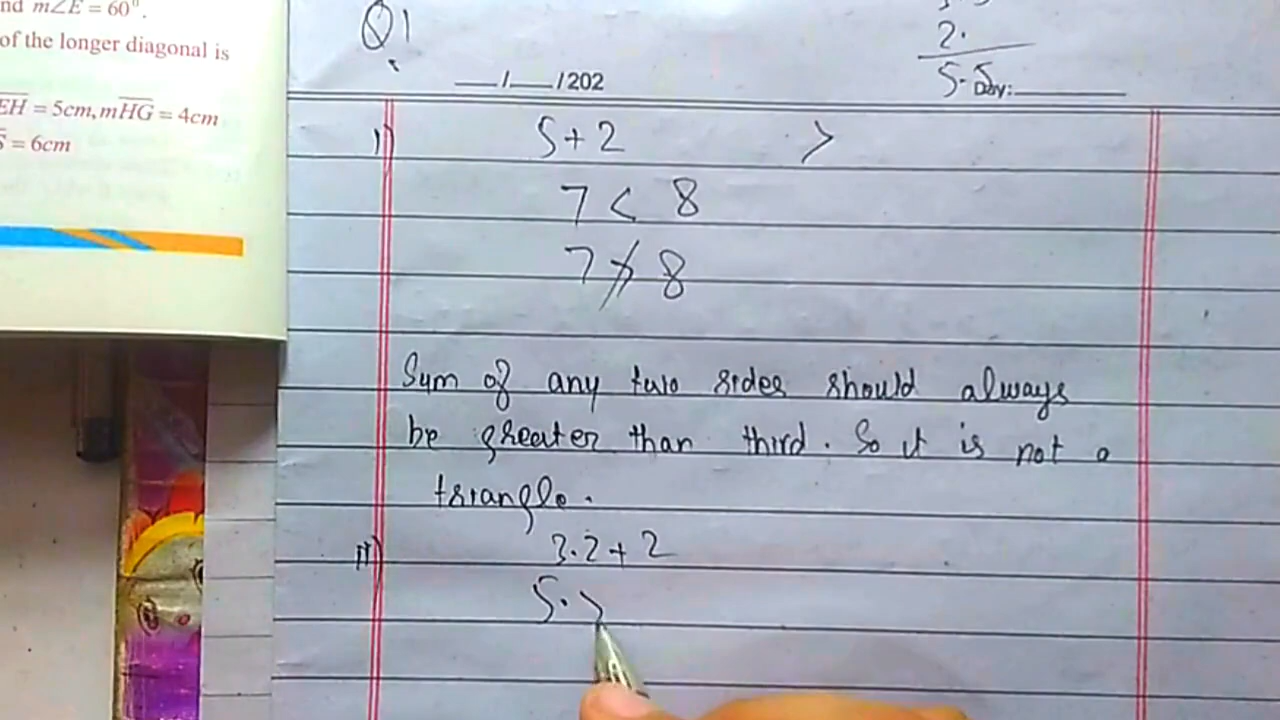 nd m∠E = 60⁰.
of the longer diagonal is
EH = 5cm, mHG = 4cm
= 6cm
Q1
2.
5.5
__/__/202
Day:
i) 5+2 >
7 < 8
7 ≯ 8
Sum of any two sides should always
be greater than third. So it is not a
triangle.
ii) 3.2 + 2
5.